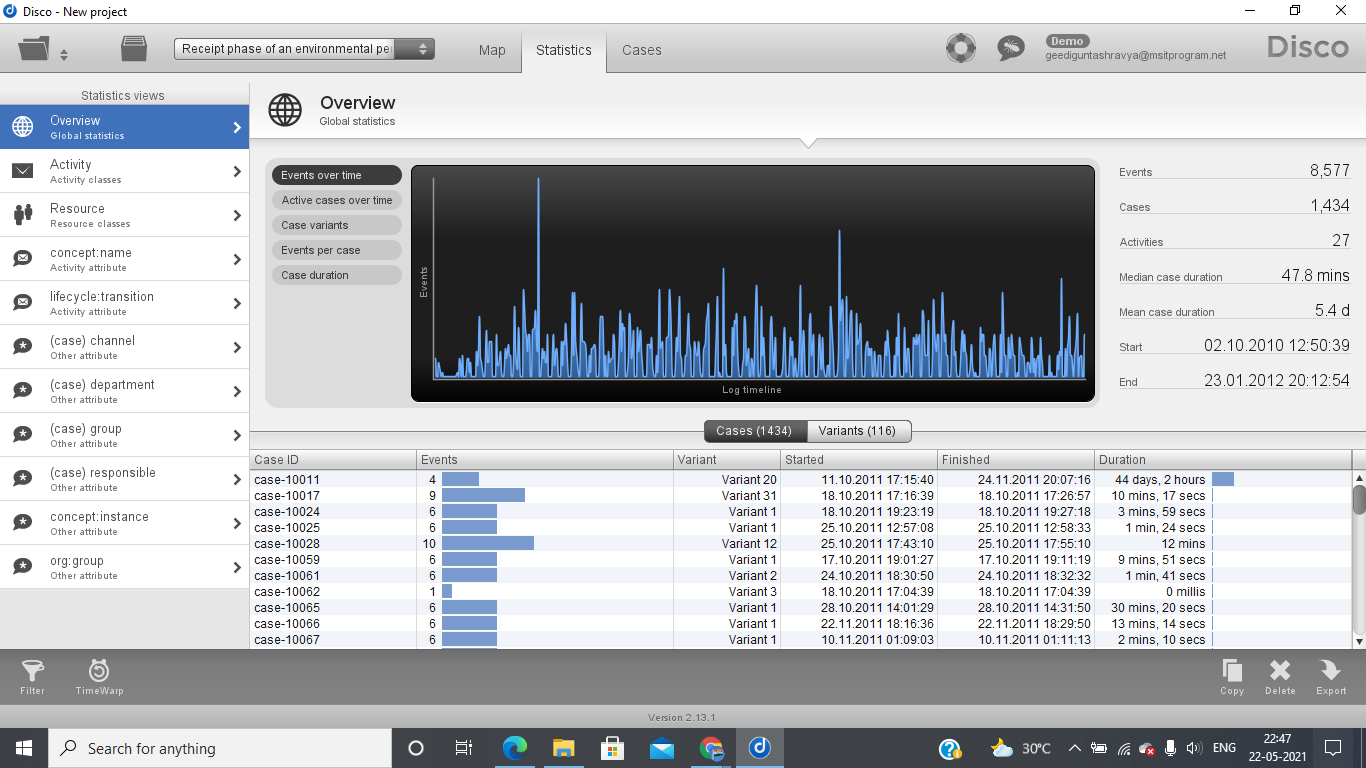 Disco - New project
Receipt phase of an environmental pe
Map
Statistics
Cases
Demo
geediguntashravya@msitprogram.net
Disco
Statistics views
Overview
Global statistics
Activity
Activity classes
Resource
Resource classes
concept:name
Activity attribute
lifecycle:transition
Activity attribute
(case) channel
Other attribute
(case) department
Other attribute
(case) group
Other attribute
(case) responsible
Other attribute
concept:instance
Other attribute
org:group
Other attribute
Overview
Global statistics
Events over time
Active cases over time
Case variants
Events per case
Case duration
Events
Log timeline
Events 8,577
Cases 1,434
Activities 27
Median case duration 47.8 mins
Mean case duration 5.4 d
Start 02.10.2010 12:50:39
End 23.01.2012 20:12:54
Cases (1434) Variants (116)
Case ID Events Variant Started Finished Duration
case-10011 4 Variant 20 11.10.2011 17:15:40 24.11.2011 20:07:16 44 days, 2 hours
case-10017 9 Variant 31 18.10.2011 17:16:39 18.10.2011 17:26:57 10 mins, 17 secs
case-10024 6 Variant 1 18.10.2011 19:23:19 18.10.2011 19:27:18 3 mins, 59 secs
case-10025 6 Variant 1 25.10.2011 12:57:08 25.10.2011 12:58:33 1 min, 24 secs
case-10028 10 Variant 12 25.10.2011 17:43:10 25.10.2011 17:55:10 12 mins
case-10059 6 Variant 1 17.10.2011 19:01:27 17.10.2011 19:11:19 9 mins, 51 secs
case-10061 6 Variant 2 24.10.2011 18:30:50 24.10.2011 18:32:32 1 min, 41 secs
case-10062 1 Variant 3 18.10.2011 17:04:39 18.10.2011 17:04:39 0 millis
case-10065 6 Variant 1 28.10.2011 14:01:29 28.10.2011 14:31:50 30 mins, 20 secs
case-10066 6 Variant 1 22.11.2011 18:16:36 22.11.2011 18:29:50 13 mins, 14 secs
case-10067 6 Variant 1 10.11.2011 01:09:03 10.11.2011 01:11:13 2 mins, 10 secs
Filter
TimeWarp
Copy
Delete
Export
Version 2.13.1
Search for anything
30°C
ENG
22:47
22-05-2021